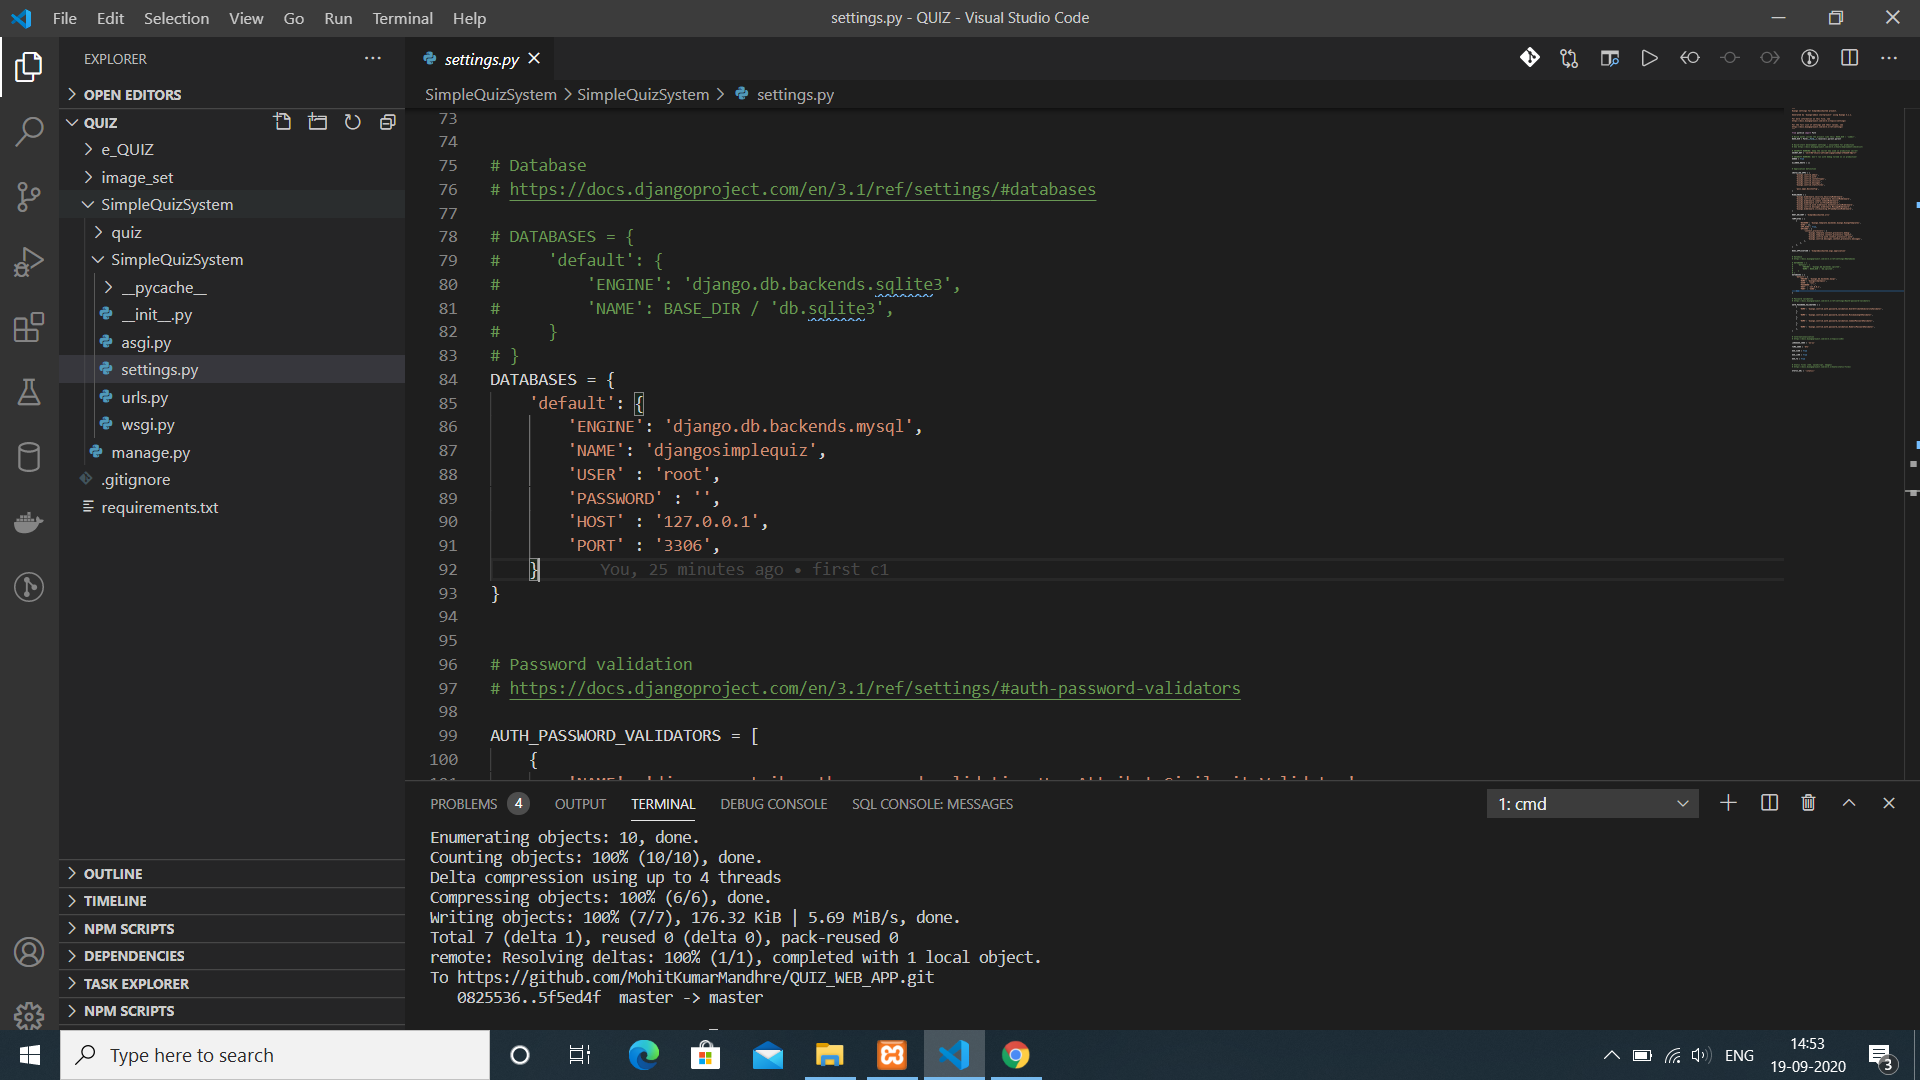 File Edit Selection View Go Run Terminal Help
settings.py - QUIZ - Visual Studio Code
EXPLORER
OPEN EDITORS
QUIZ
e_QUIZ
image_set
SimpleQuizSystem
quiz
SimpleQuizSystem
__pycache__
__init__.py
asgi.py
settings.py
urls.py
wsgi.py
manage.py
.gitignore
requirements.txt
OUTLINE
TIMELINE
NPM SCRIPTS
DEPENDENCIES
TASK EXPLORER
NPM SCRIPTS
settings.py
SimpleQuizSystem > SimpleQuizSystem > settings.py
73
74
75 # Database
76 # https://docs.djangoproject.com/en/3.1/ref/settings/#databases
77
78 # DATABASES = {
79 #     'default': {
80 #         'ENGINE': 'django.db.backends.sqlite3',
81 #         'NAME': BASE_DIR / 'db.sqlite3',
82 #     }
83 # }
84 DATABASES = {
85     'default': {
86         'ENGINE': 'django.db.backends.mysql',
87         'NAME': 'djangosimplequiz',
88         'USER' : 'root',
89         'PASSWORD' : '',
90         'HOST' : '127.0.0.1',
91         'PORT' : '3306',
92     }      You, 25 minutes ago • first c1
93 }
94
95
96 # Password validation
97 # https://docs.djangoproject.com/en/3.1/ref/settings/#auth-password-validators
98
99 AUTH_PASSWORD_VALIDATORS = [
100     {
PROBLEMS 4 OUTPUT TERMINAL DEBUG CONSOLE SQL CONSOLE: MESSAGES
1: cmd
Enumerating objects: 10, done.
Counting objects: 100% (10/10), done.
Delta compression using up to 4 threads
Compressing objects: 100% (6/6), done.
Writing objects: 100% (7/7), 176.32 KiB | 5.69 MiB/s, done.
Total 7 (delta 1), reused 0 (delta 0), pack-reused 0
remote: Resolving deltas: 100% (1/1), completed with 1 local object.
To https://github.com/MohitKumarMandhre/QUIZ_WEB_APP.git
   0825536..5f5ed4f  master -> master
Type here to search
ENG
14:53
19-09-2020
3